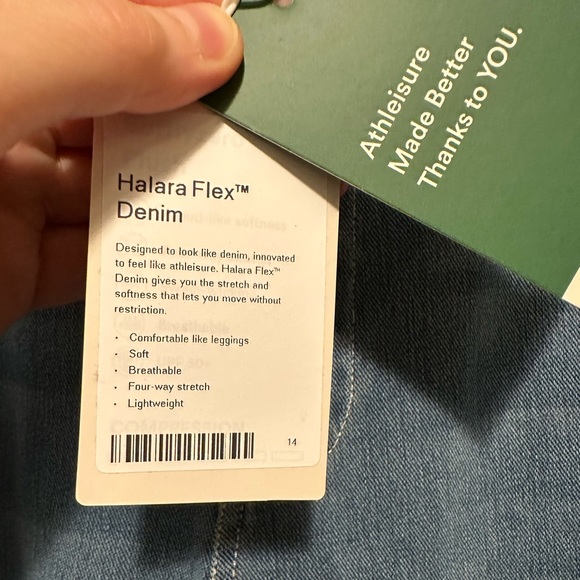 Athleisure
Made Better
Thanks to YOU.
Halara Flex™
Denim
Designed to look like denim, innovated
to feel like athleisure. Halara Flex™
Denim gives you the stretch and
softness that lets you move without
restriction.
• Comfortable like leggings
• Soft
• Breathable
• Four-way stretch
• Lightweight
14